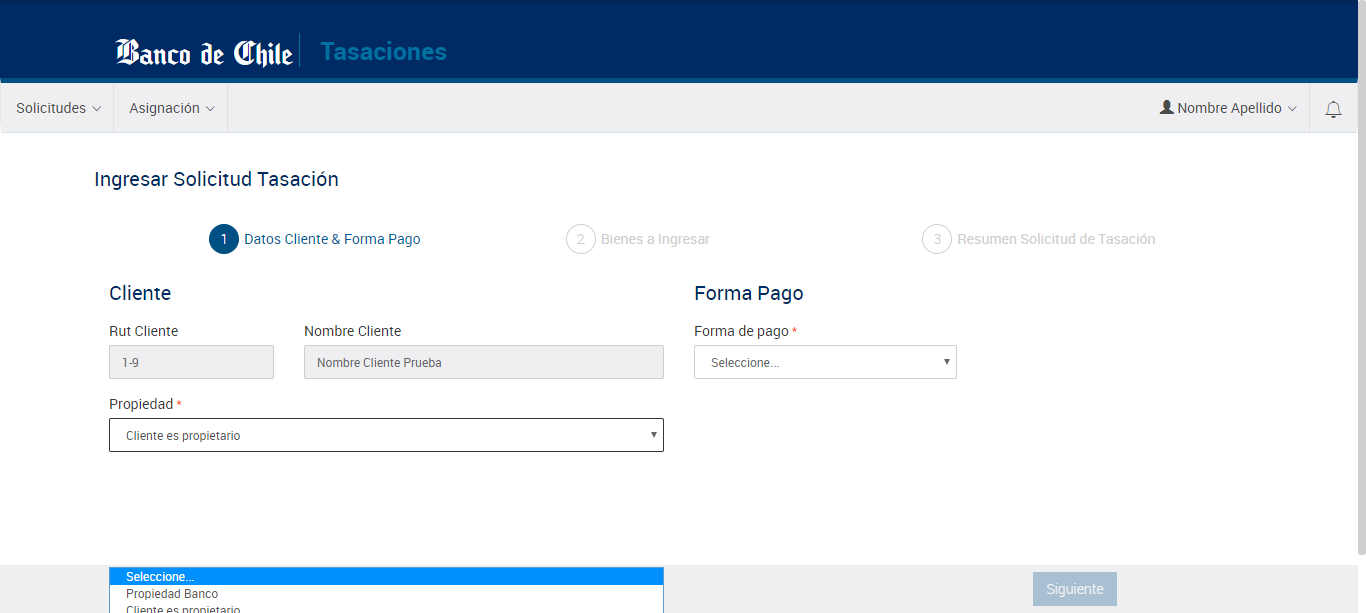 Banco de Chile Tasaciones
Solicitudes Asignación Nombre Apellido
Ingresar Solicitud Tasación
1 Datos Cliente & Forma Pago 2 Bienes a Ingresar 3 Resumen Solicitud de Tasación
Cliente Forma Pago
Rut Cliente Nombre Cliente Forma de pago *
1-9 Nombre Cliente Prueba Seleccione...
Propiedad *
Cliente es propietario
Seleccione...
Propiedad Banco
Cliente es propietario
Siguiente